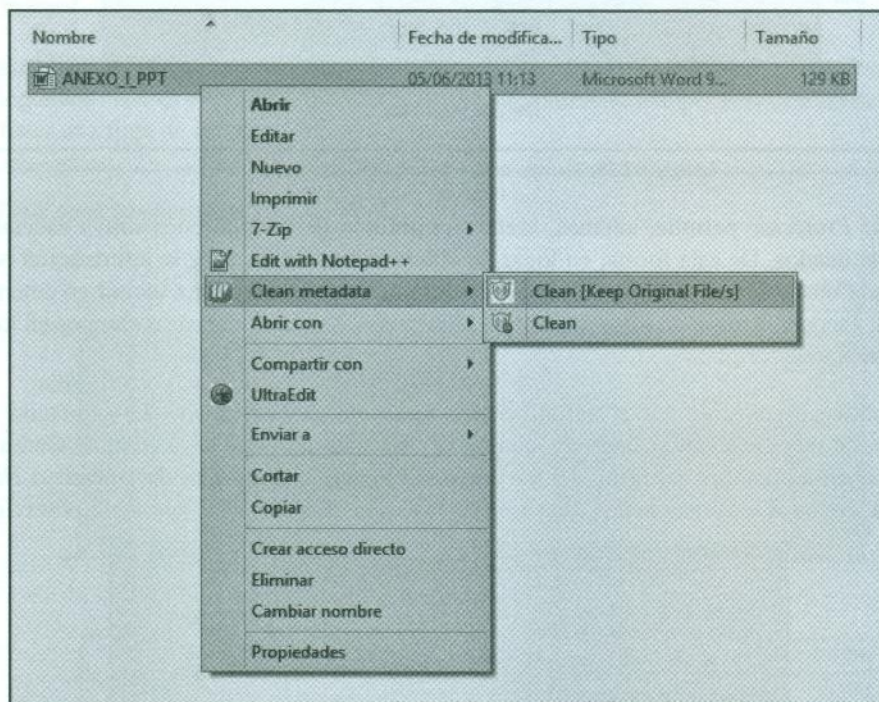 Nombre Fecha de modifica... Tipo Tamaño
ANEXO_I_PPT 05/06/2013 11:13 Microsoft Word 9... 129 KB
Abrir
Editar
Nuevo
Imprimir
7-Zip
Edit with Notepad++
Clean metadata
Clean [Keep Original File/s]
Clean
Abrir con
Compartir con
UltraEdit
Enviar a
Cortar
Copiar
Crear acceso directo
Eliminar
Cambiar nombre
Propiedades